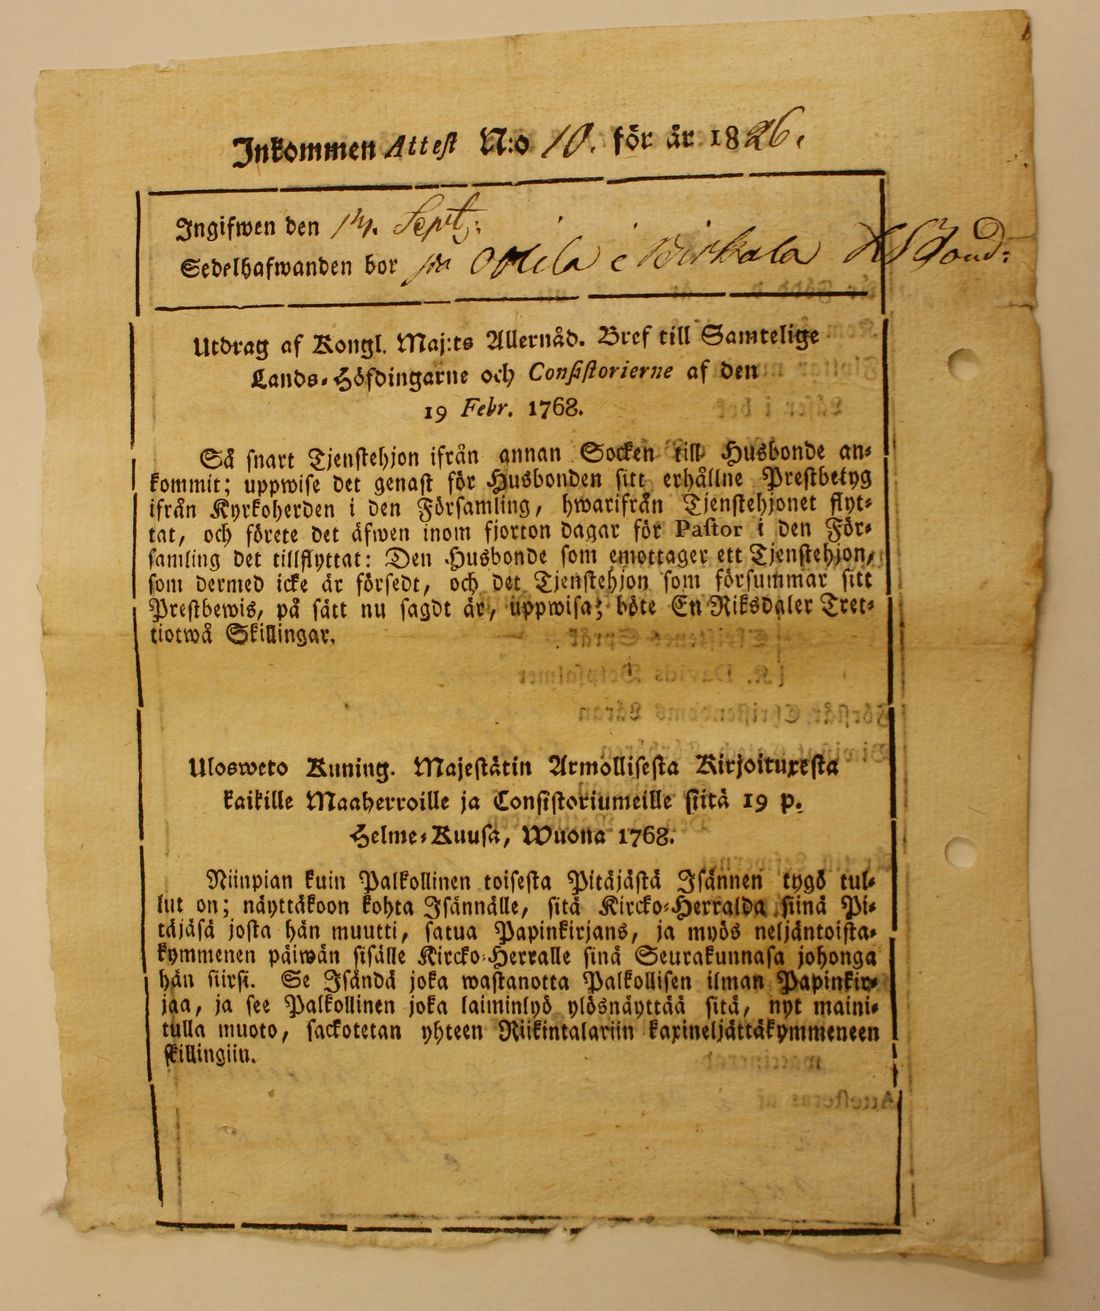 Inkommen Attest N:o 10. för år 1826.
Ingifwen den 14. Sept:
Sedelhafwanden bor på Ottila i Birkala
Utdrag af Kongl. Maj:ts Allernåd. Bref till Samtelige
Lands-Höfdingarne och Consistorierne af den
19 Febr. 1768.
Så snart Tjenstehjon ifrån annan Socken till Husbonde an-
kommit; uppwise det genast för Husbonden sitt erhållne Prestbetyg
ifrån Kyrkoherden i den Församling, hwarifrån Tjenstehjonet flyt-
tat, och förete det äfwen inom fjorton dagar för Pastor i den För-
samling det tillflyttat: Den Husbonde som emottager ett Tjenstehjon,
som dermed icke är försedt, och det Tjenstehjon som försummar sitt
Prestbewis, på sätt nu sagdt är, uppwisa; böte En Riksdaler Tret-
tiotwå Skillingar.
Ulosweto Kuning. Majestätin Armollisesta Kirjoituxesta
kaikille Maaherroille ja Consistoriumeille siitä 19 p.
Helme-Kuusa, Wuona 1768.
Niinpian kuin Palkollinen toisesta Pitäjästä Isännen tygö tul-
lut on; näyttäkoon kohta Isännälle, sitä Kircko-Herralda siinä Pi-
täjäsä josta hän muutti, satua Papinkirjans, ja myös neljäntoista-
kymmenen päiwän sisälle Kircko-Herralle sinä Seurakunnasa johonga
hän siirsi. Se Isändä joka wastanotta Palkollisen ilman Papinkir-
jaa, ja see Palkollinen joka laiminlyö ylösnäyttää sitä, nyt maini-
tulla muoto, sackotetan yhteen Riikintalariin kaxineljättäkymmeneen
skillingiin.